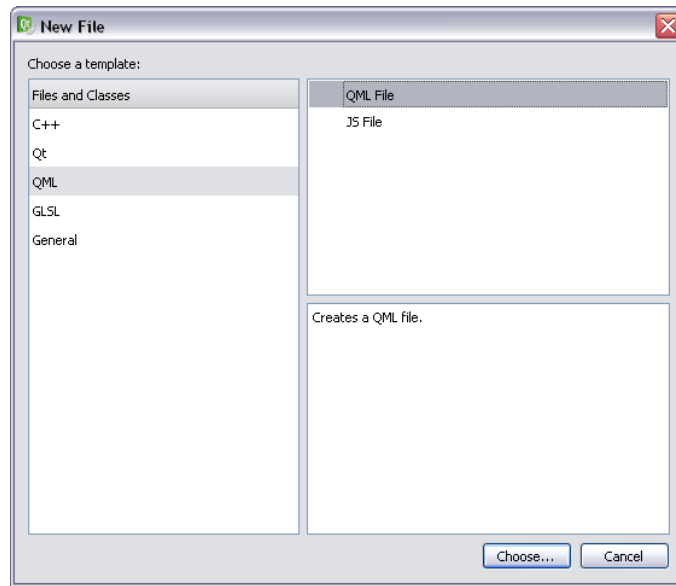 Qt New File
Choose a template:
Files and Classes
C++
Qt
QML
GLSL
General
QML File
JS File
Creates a QML file.
Choose...
Cancel